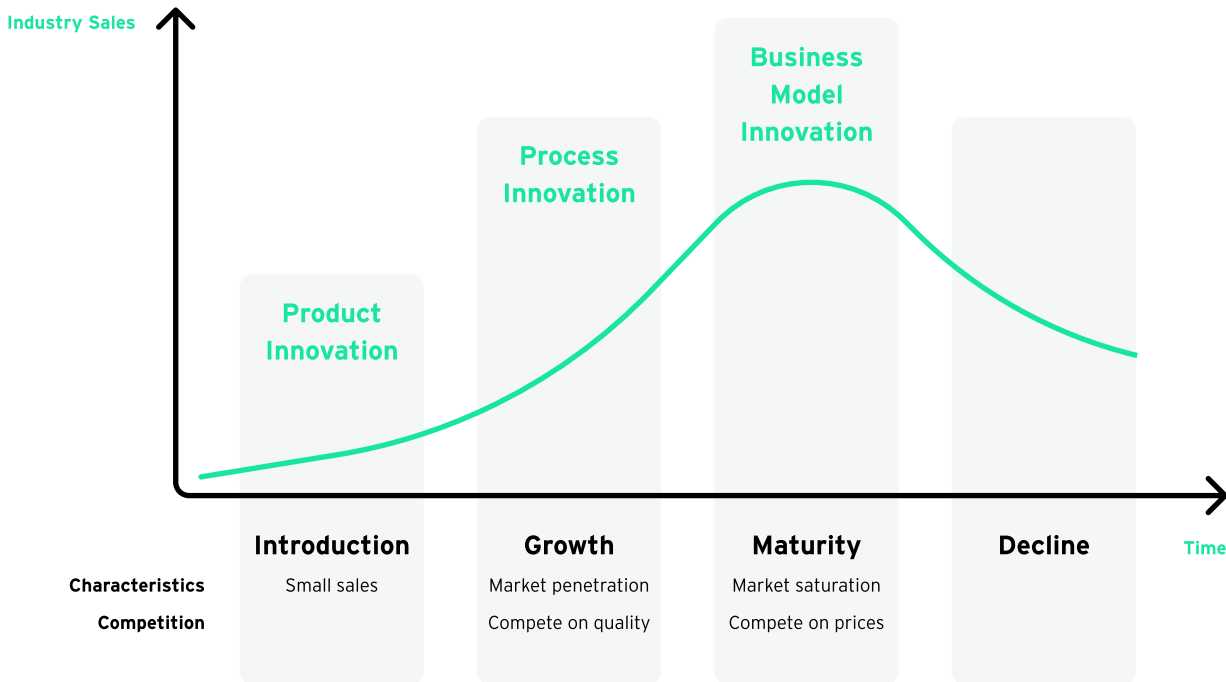 Industry Sales
Business
Model
Innovation
Process
Innovation
Product
Innovation
Introduction
Growth
Maturity
Decline
Time
Characteristics
Small sales
Market penetration
Market saturation
Competition
Compete on quality
Compete on prices